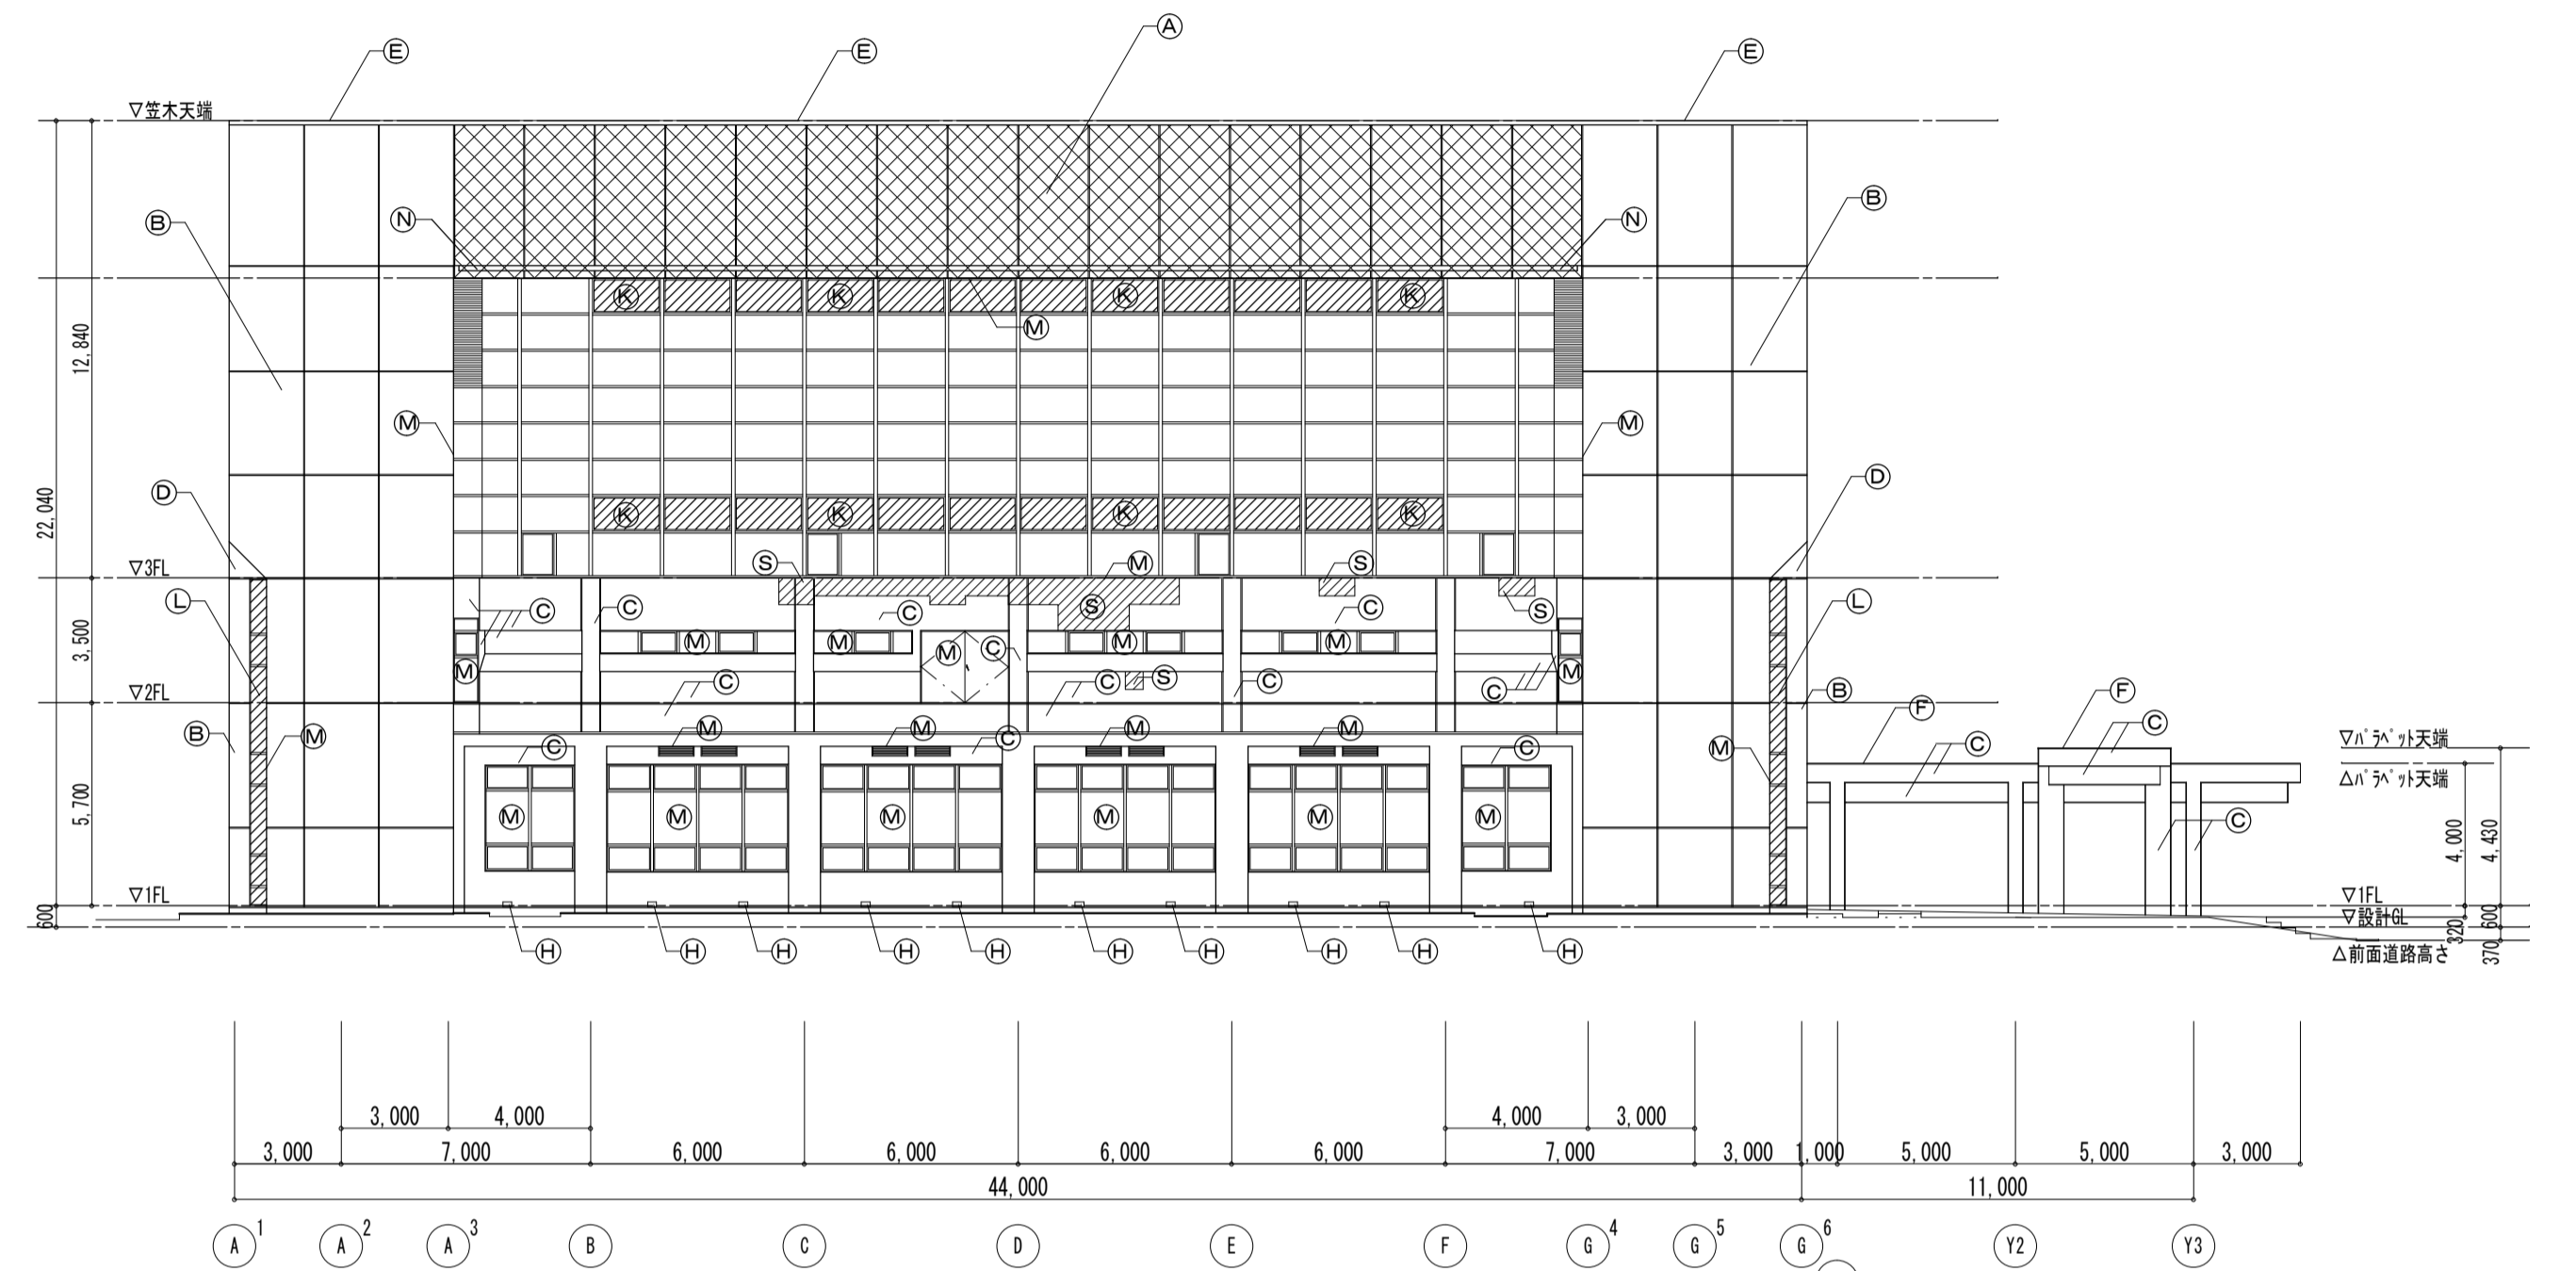 A
E E E
▽笠木天端
B N N B
K K K K
M
12,840
M M
D D
22,040
K K K K
▽3FL
S M S
L C C C S C S L
3,500
M M M M C M M
M M
C C S C C
▽2FL
B F F
B M M M M M M C C
C C C
▽パラペット天端
△パラペット天端
5,700
M M M M M M
C
4,000
4,430
▽1FL ▽1FL
600
▽設計GL
320
600
H H H H H H H H H H
△前面道路高さ
370
3,000 4,000 4,000 3,000
3,000 7,000 6,000 6,000 6,000 6,000 7,000 3,000 1,000 5,000 5,000 3,000
44,000 11,000
A 1 A 2 A 3 B C D E F G 4 G 5 G 6 Y2 Y3